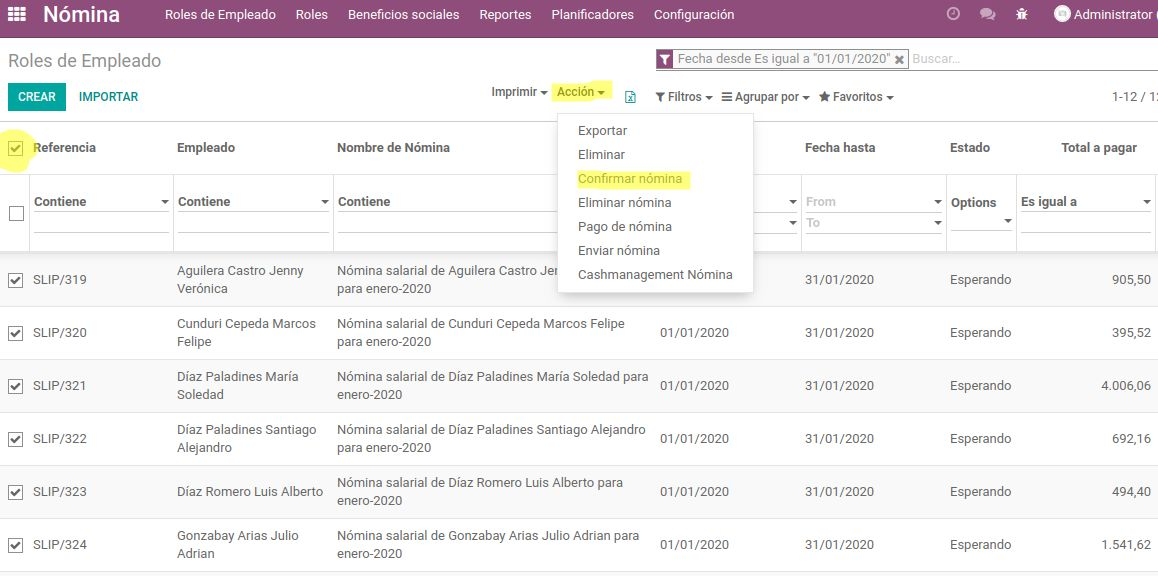 Nómina Roles de Empleado Roles Beneficios sociales Reportes Planificadores Configuración Administrator (
Roles de Empleado Fecha desde Es igual a "01/01/2020" Buscar...
CREAR IMPORTAR Imprimir Acción Filtros Agrupar por Favoritos 1-12 / 12
Exportar
Eliminar
Confirmar nómina
Eliminar nómina
Pago de nómina
Enviar nómina
Cashmanagement Nómina
Referencia Empleado Nombre de Nómina Fecha hasta Estado Total a pagar
Contiene Contiene Contiene From Options Es igual a
To
SLIP/319 Aguilera Castro Jenny Verónica Nómina salarial de Aguilera Castro Jer 31/01/2020 Esperando 905,50
para enero-2020
SLIP/320 Cunduri Cepeda Marcos Felipe Nómina salarial de Cunduri Cepeda Marcos Felipe 01/01/2020 31/01/2020 Esperando 395,52
para enero-2020
SLIP/321 Díaz Paladines María Soledad Nómina salarial de Díaz Paladines María Soledad para 01/01/2020 31/01/2020 Esperando 4.006,06
enero-2020
SLIP/322 Díaz Paladines Santiago Alejandro Nómina salarial de Díaz Paladines Santiago Alejandro 01/01/2020 31/01/2020 Esperando 692,16
para enero-2020
SLIP/323 Díaz Romero Luis Alberto Nómina salarial de Díaz Romero Luis Alberto para 01/01/2020 31/01/2020 Esperando 494,40
enero-2020
SLIP/324 Gonzabay Arias Julio Adrian Nómina salarial de Gonzabay Arias Julio Adrian para 01/01/2020 31/01/2020 Esperando 1.541,62
enero-2020